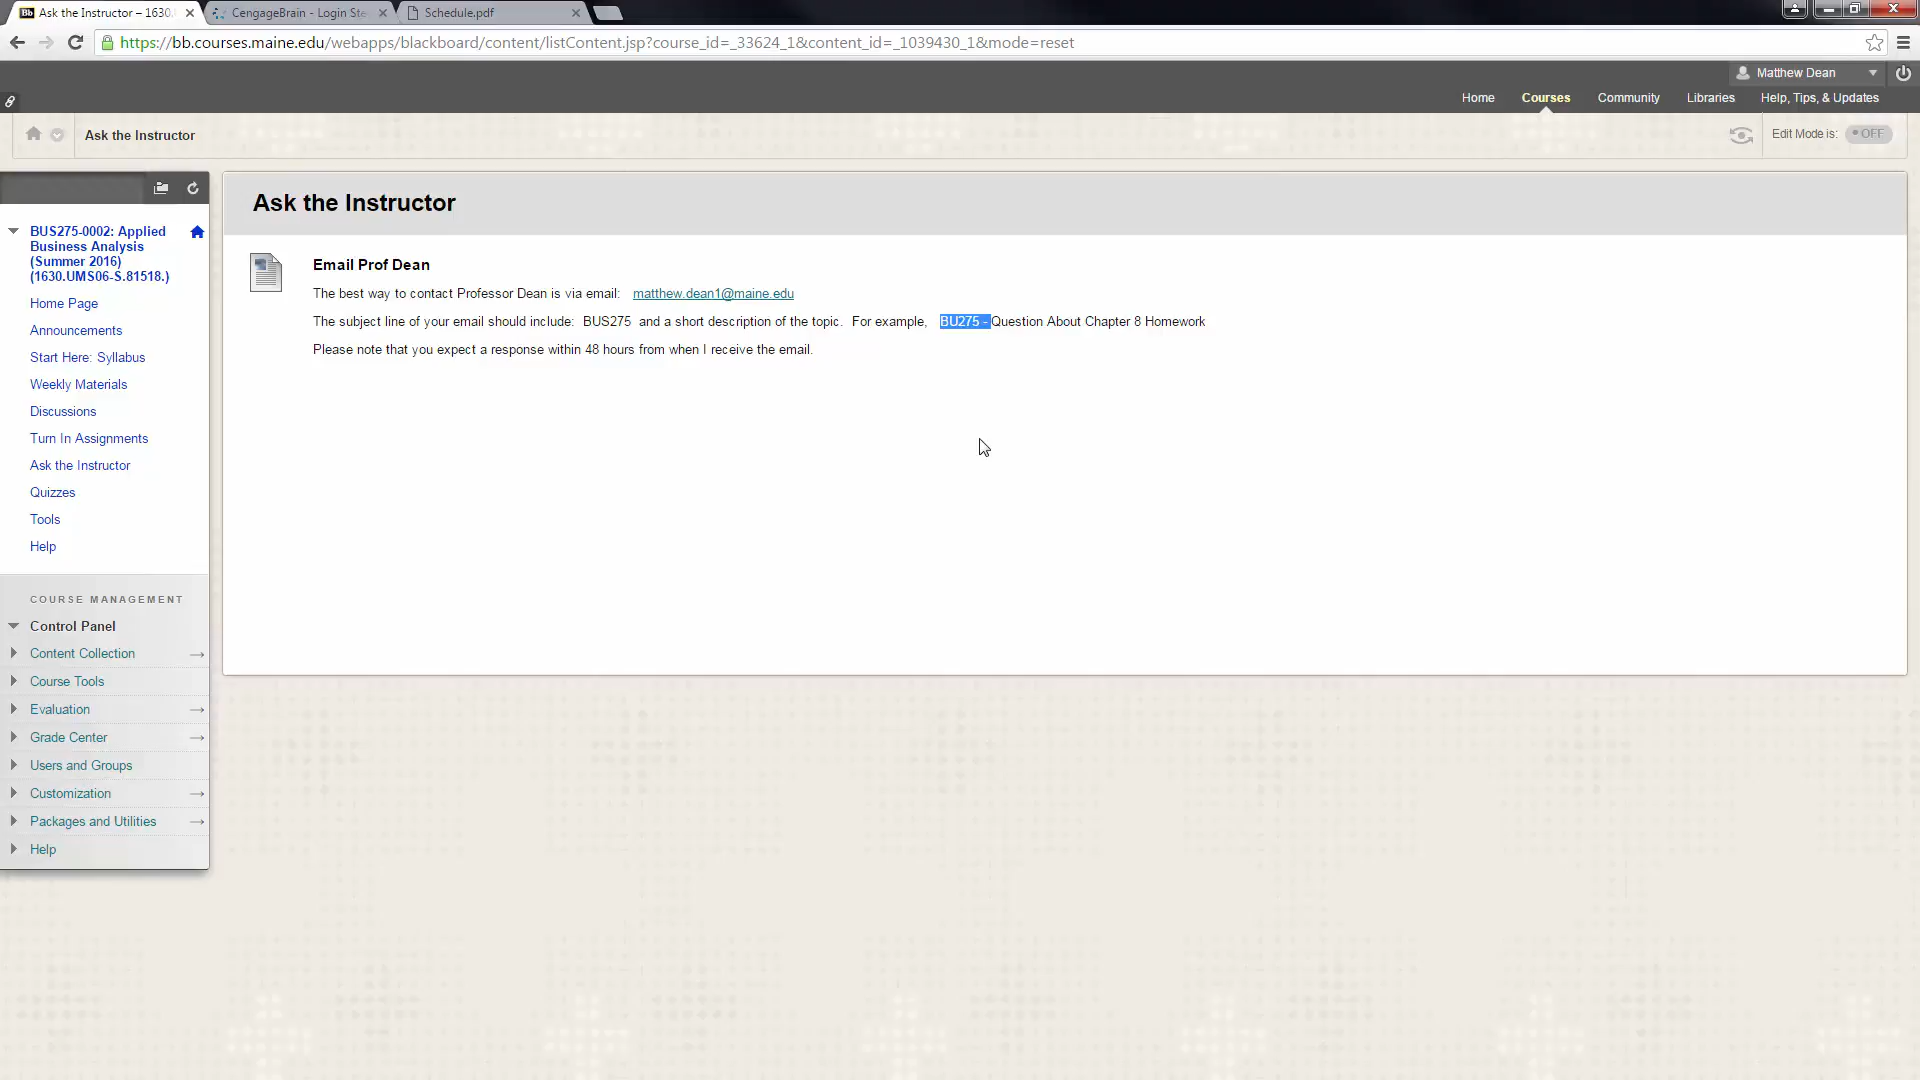 Ask the Instructor – 1630.
CengageBrain - Login Ste
Schedule.pdf
https://bb.courses.maine.edu/webapps/blackboard/content/listContent.jsp?course_id=_33624_1&content_id=_1039430_1&mode=reset
Matthew Dean
Home
Courses
Community
Libraries
Help, Tips, & Updates
Ask the Instructor
Edit Mode is: OFF
Ask the Instructor
Email Prof Dean
The best way to contact Professor Dean is via email: matthew.dean1@maine.edu
The subject line of your email should include: BUS275 and a short description of the topic. For example, BU275 - Question About Chapter 8 Homework
Please note that you expect a response within 48 hours from when I receive the email.
BUS275-0002: Applied
Business Analysis
(Summer 2016)
(1630.UMS06-S.81518.)
Home Page
Announcements
Start Here: Syllabus
Weekly Materials
Discussions
Turn In Assignments
Ask the Instructor
Quizzes
Tools
Help
COURSE MANAGEMENT
Control Panel
Content Collection
Course Tools
Evaluation
Grade Center
Users and Groups
Customization
Packages and Utilities
Help